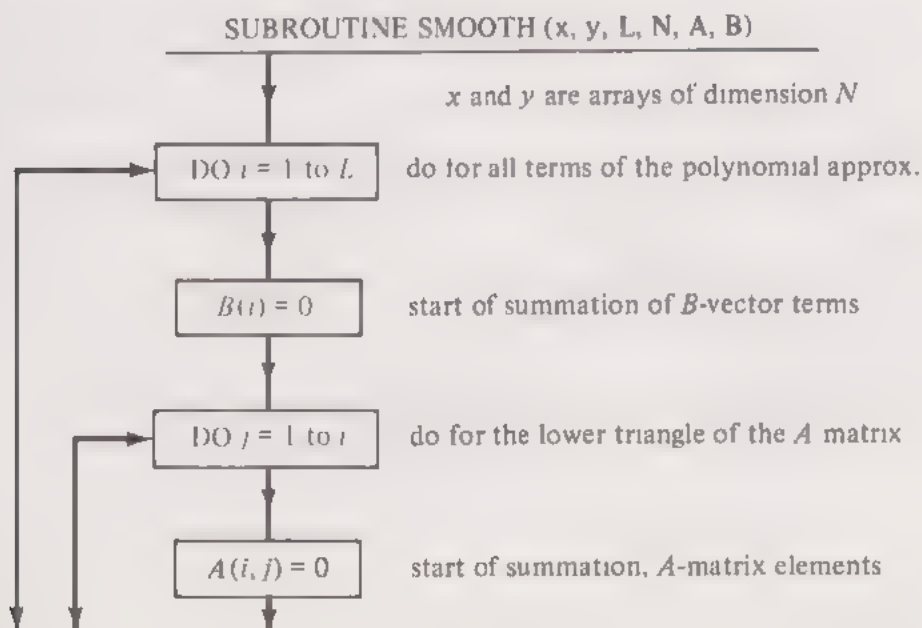 SUBROUTINE SMOOTH (x, y, L, N, A, B)
x and y are arrays of dimension N
DO i = 1 to L do for all terms of the polynomial approx.
B(i) = 0 start of summation of B-vector terms
DO j = 1 to i do for the lower triangle of the A matrix
A(i, j) = 0 start of summation, A-matrix elements